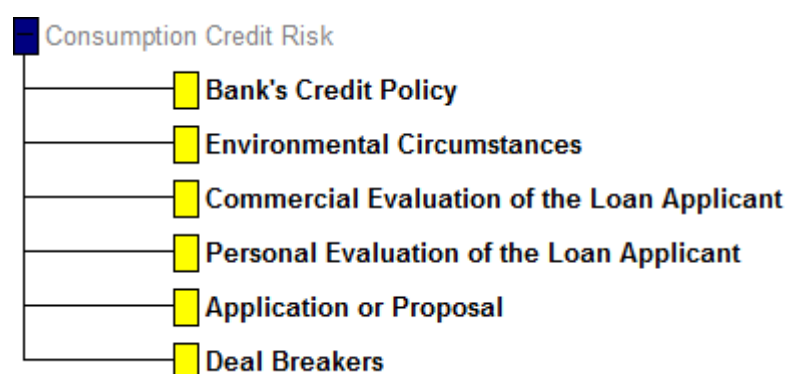 Consumption Credit Risk
Bank's Credit Policy
Environmental Circumstances
Commercial Evaluation of the Loan Applicant
Personal Evaluation of the Loan Applicant
Application or Proposal
Deal Breakers